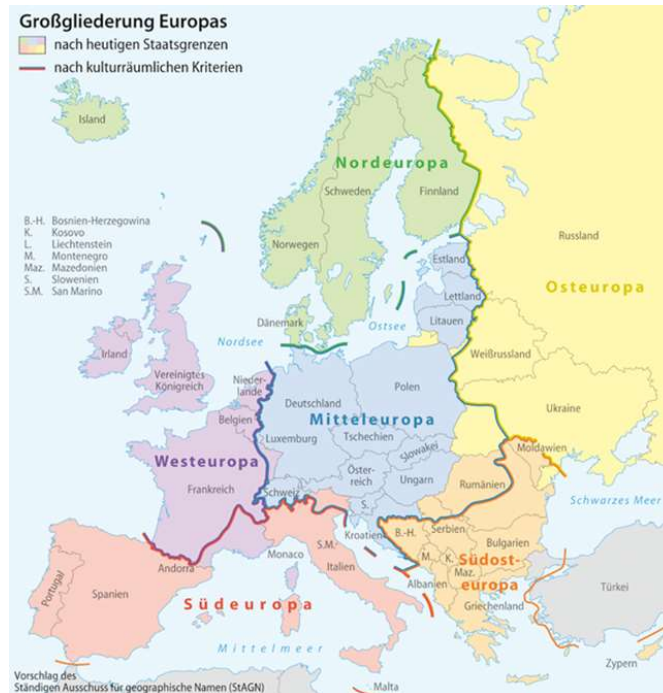 Großgliederung Europas
nach heutigen Staatsgrenzen
nach kulturräumlichen Kriterien
Island
Nordeuropa
Schweden
Finnland
Norwegen
Russland
B.-H. Bosnien-Herzegowina
K. Kosovo
L. Liechtenstein
M. Montenegro
Maz. Mazedonien
S. Slowenien
S.M. San Marino
Estland
Lettland
Litauen
Osteuropa
Dänemark
Ostsee
Nordsee
Irland
Vereinigtes
Königreich
Weißrussland
Nieder-
lande
Deutschland
Polen
Belgien
Mitteleuropa
Ukraine
Luxemburg
Tschechien
Slowakei
Moldawien
Westeuropa
Öster-
reich
Ungarn
Rumänien
Frankreich
Schweiz
S.
Schwarzes Meer
Kroatien
B.-H.
Serbien
Bulgarien
Monaco
S.M.
Italien
M.
K.
Maz.
Südost-
europa
Andorra
Albanien
Portugal
Spanien
Südeuropa
Griechenland
Türkei
Mittelmeer
Zypern
Malta
Vorschlag des
Ständigen Ausschuss für geographische Namen (StAGN)